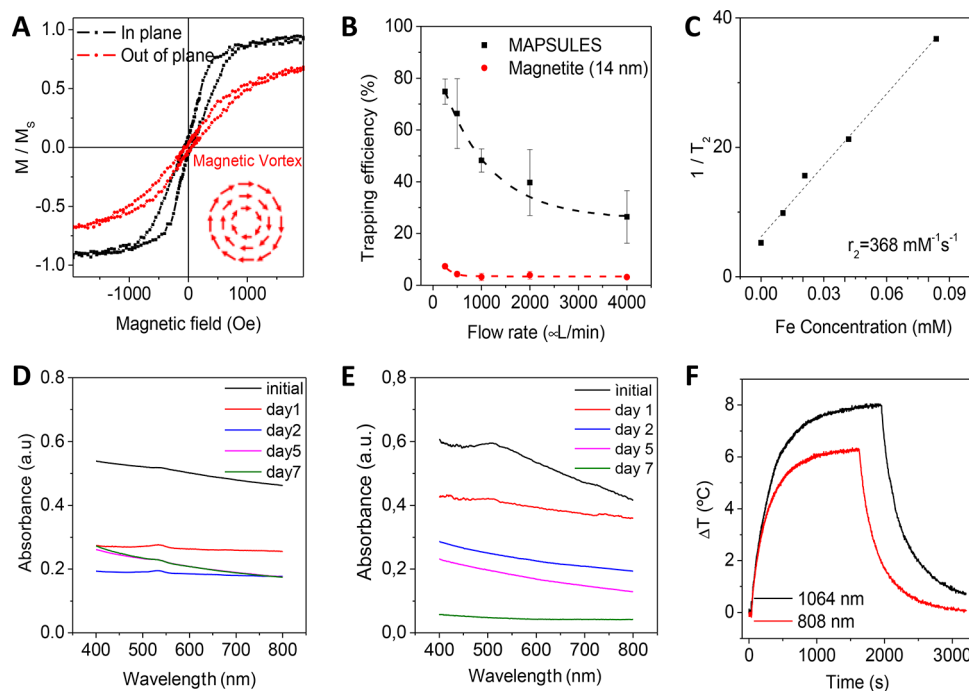 A
In plane
Out of plane
Magnetic Vortex
M / Ms
1.0
0.5
0.0
-0.5
-1.0
-1000
0
1000
Magnetic field (Oe)
B
MAPSULES
Magnetite (14 nm)
Trapping efficiency (%)
100
80
60
40
20
0
0
1000
2000
3000
4000
Flow rate (∝L/min)
C
1 / T2
40
20
0
r2=368 mM-1s-1
0.00
0.03
0.06
0.09
Fe Concentration (mM)
D
initial
day1
day2
day5
day7
Absorbance (a.u)
0.8
0.6
0.4
0.2
0.0
400
500
600
700
800
Wavelength (nm)
E
initial
day 1
day 2
day 5
day 7
Absorbance (a.u.)
0,8
0,6
0,4
0,2
0,0
400
500
600
700
800
Wavelength (nm)
F
ΔT (ºC)
8
6
4
2
0
1064 nm
808 nm
0
1000
2000
3000
Time (s)